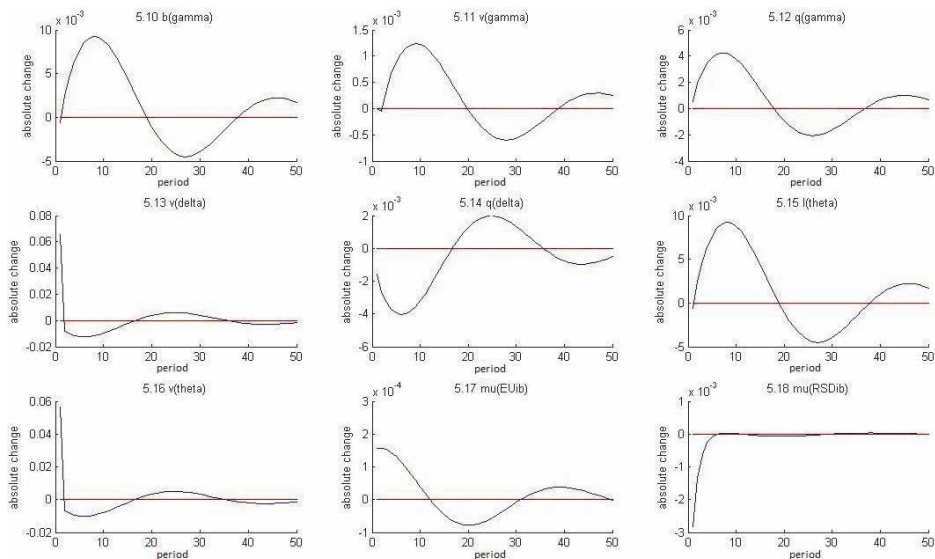 5.10 b(gamma)
x 10^-3
10
5
0
-5
absolute change
0 10 20 30 40 50
period
5.11 v(gamma)
x 10^-3
1.5
1
0.5
0
-0.5
-1
absolute change
0 10 20 30 40 50
period
5.12 q(gamma)
x 10^-3
6
4
2
0
-2
-4
absolute change
0 10 20 30 40 50
period
5.13 v(delta)
0.08
0.06
0.04
0.02
0
-0.02
absolute change
0 10 20 30 40 50
period
5.14 q(delta)
x 10^-3
2
0
-2
-4
-6
absolute change
0 10 20 30 40 50
period
5.15 l(theta)
x 10^-3
10
5
0
-5
absolute change
0 10 20 30 40 50
period
5.16 v(theta)
0.06
0.04
0.02
0
-0.02
absolute change
0 10 20 30 40 50
period
5.17 mu(EUib)
x 10^-4
3
2
1
0
-1
absolute change
0 10 20 30 40 50
period
5.18 mu(RSDib)
x 10^-3
1
0
-1
-2
-3
absolute change
0 10 20 30 40 50
period